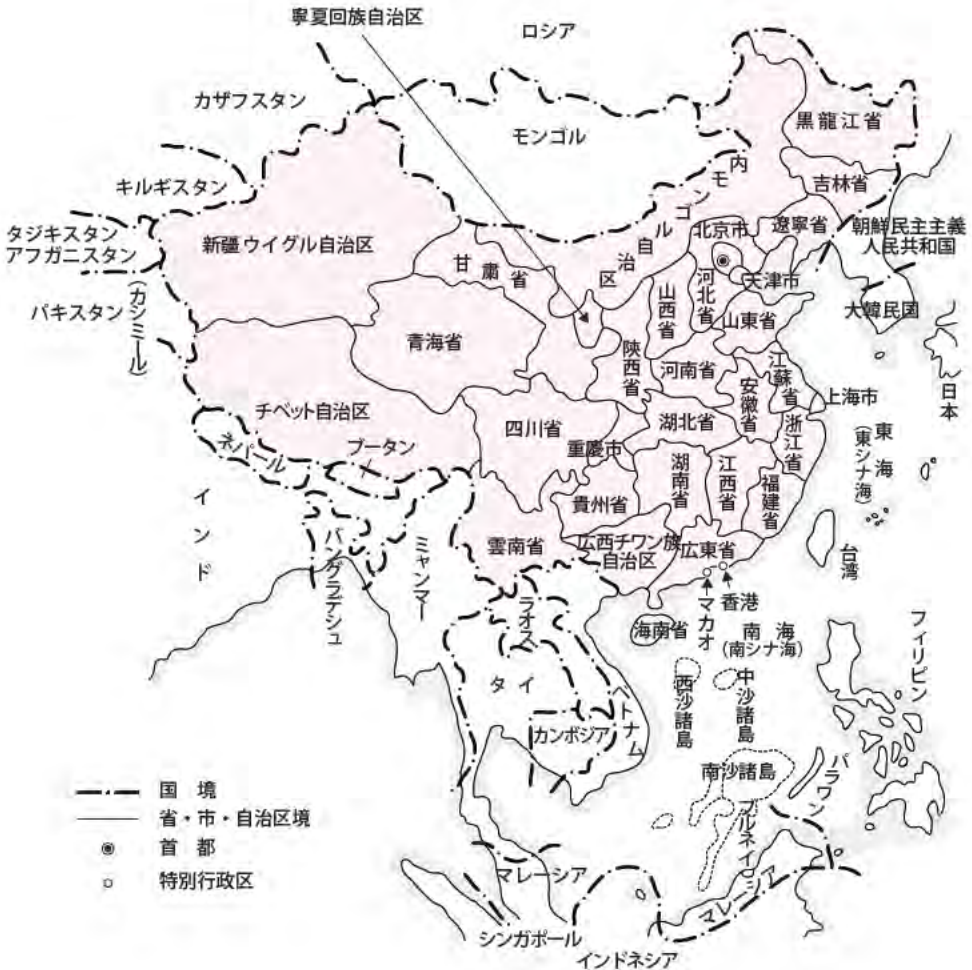 寧夏回族自治区
ロシア
カザフスタン
モンゴル
黒龍江省
キルギスタン
吉林省
内モンゴル自治区
タジキスタン
アフガニスタン
新疆ウイグル自治区
北京市
遼寧省
朝鮮民主主義
人民共和国
甘粛省
天津市
パキスタン
(カシミール)
河北省
山西省
山東省
大韓民国
青海省
陝西省
河南省
江蘇省
安徽省
上海市
日本
チベット自治区
四川省
重慶市
湖北省
浙江省
東海
(東シナ海)
ネパール
ブータン
湖南省
江西省
福建省
貴州省
インド
バングラデシュ
ミャンマー
雲南省
広西チワン族
自治区
広東省
台湾
香港
マカオ
ラオス
海南省
南海
(南シナ海)
フィリピン
タイ
ベトナム
西沙諸島
中沙諸島
カンボジア
南沙諸島
パラワン
ブルネイ
国境
省・市・自治区境
首都
特別行政区
マレーシア
マレーシア
シンガポール
インドネシア